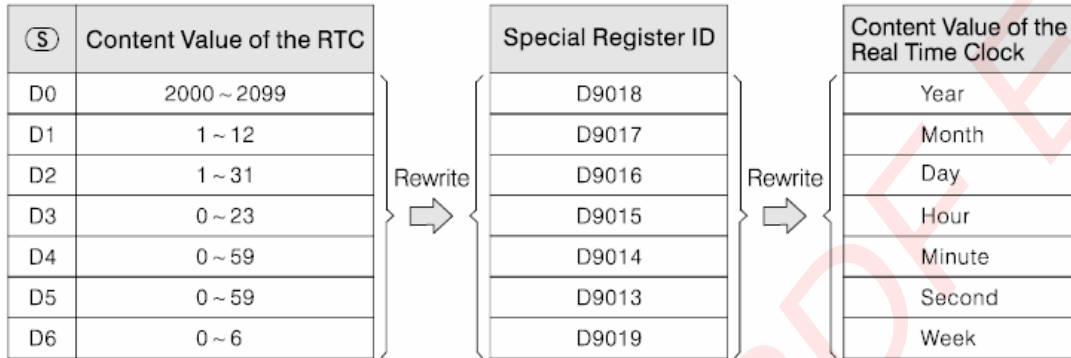 S Content Value of the RTC Special Register ID Content Value of the
Real Time Clock
D0 2000 ~ 2099 D9018 Year
D1 1 ~ 12 D9017 Month
D2 1 ~ 31 Rewrite D9016 Rewrite Day
D3 0 ~ 23 D9015 Hour
D4 0 ~ 59 D9014 Minute
D5 0 ~ 59 D9013 Second
D6 0 ~ 6 D9019 Week